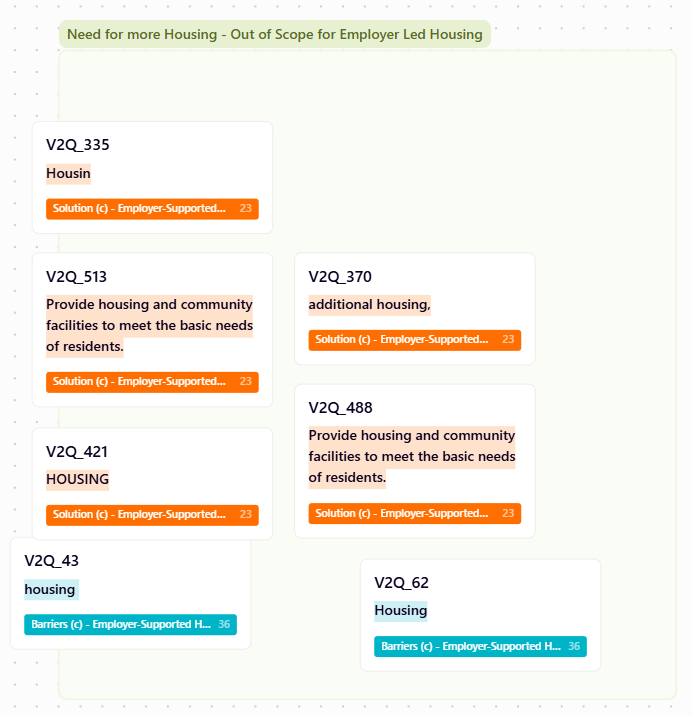 Need for more Housing - Out of Scope for Employer Led Housing
V2Q_335
Housin
Solution (c) - Employer-Supported... 23
V2Q_513
Provide housing and community
facilities to meet the basic needs
of residents.
Solution (c) - Employer-Supported... 23
V2Q_370
additional housing,
Solution (c) - Employer-Supported... 23
V2Q_421
HOUSING
Solution (c) - Employer-Supported... 23
V2Q_488
Provide housing and community
facilities to meet the basic needs
of residents.
Solution (c) - Employer-Supported... 23
V2Q_43
housing
Barriers (c) - Employer-Supported H... 36
V2Q_62
Housing
Barriers (c) - Employer-Supported H... 36